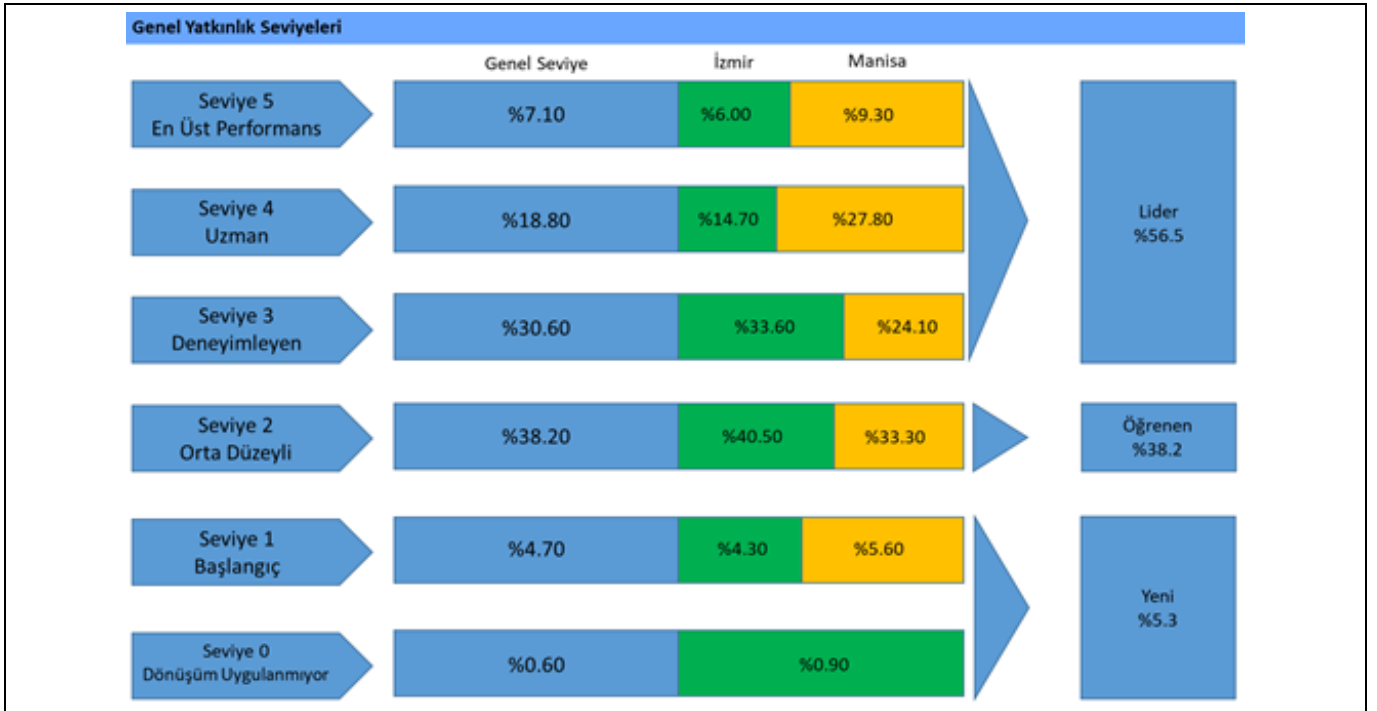 Genel Yatkınlık Seviyeleri
Genel Seviye İzmir Manisa
Seviye 5
En Üst Performans
%7.10 %6.00 %9.30
Seviye 4
Uzman
%18.80 %14.70 %27.80
Seviye 3
Deneyimleyen
%30.60 %33.60 %24.10
Lider
%56.5
Seviye 2
Orta Düzeyli
%38.20 %40.50 %33.30
Öğrenen
%38.2
Seviye 1
Başlangıç
%4.70 %4.30 %5.60
Seviye 0
Dönüşüm Uygulanmıyor
%0.60 %0.90
Yeni
%5.3